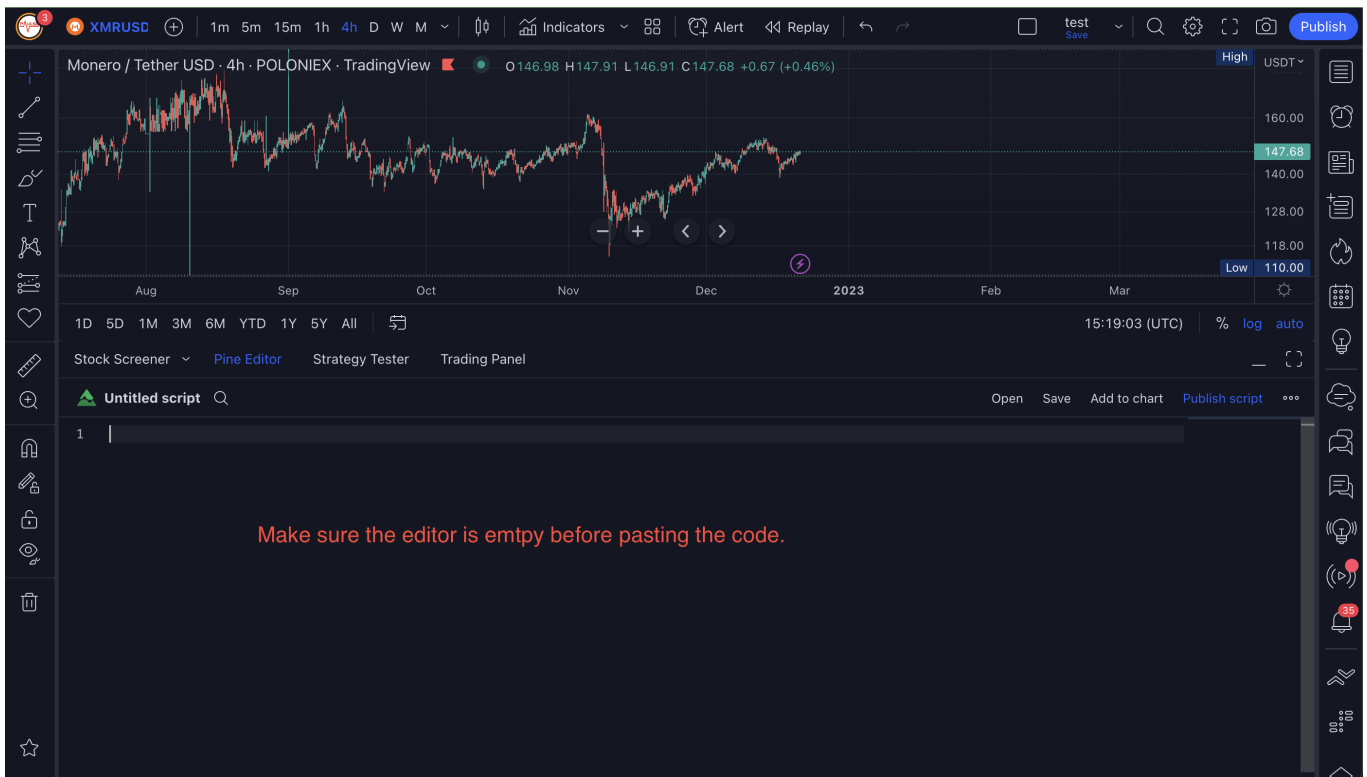 3
XMRUSD 1m 5m 15m 1h 4h D W M Indicators Alert Replay test Save Publish
Monero / Tether USD · 4h · POLONIEX · TradingView O146.98 H147.91 L146.91 C147.68 +0.67 (+0.46%) High USDT
160.00
147.68
140.00
128.00
118.00
Low 110.00
Aug Sep Oct Nov Dec 2023 Feb Mar
1D 5D 1M 3M 6M YTD 1Y 5Y All 15:19:03 (UTC) % log auto
Stock Screener Pine Editor Strategy Tester Trading Panel
Untitled script Open Save Add to chart Publish script
1
Make sure the editor is emtpy before pasting the code.
35